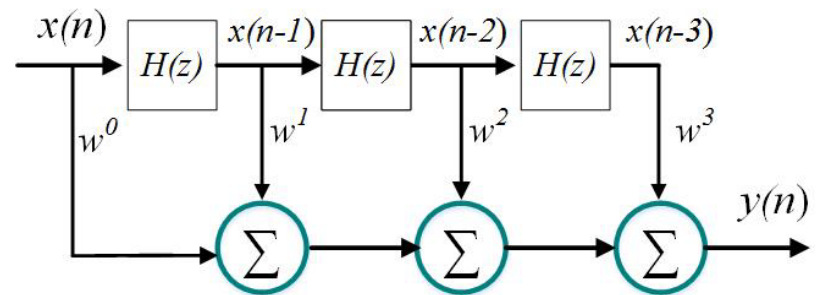 x(n)
x(n-1)
x(n-2)
x(n-3)
H(z)
H(z)
H(z)
w⁰
w¹
w²
w³
y(n)
Σ
Σ
Σ